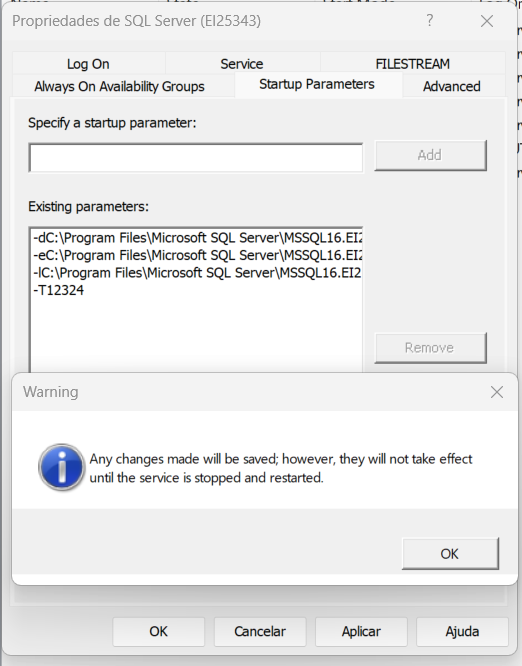 Propriedades de SQL Server (EI25343)
?
Log On
Service
FILESTREAM
Always On Availability Groups
Startup Parameters
Advanced
Specify a startup parameter:
Add
Existing parameters:
-dC:\Program Files\Microsoft SQL Server\MSSQL16.EI2
-eC:\Program Files\Microsoft SQL Server\MSSQL16.EI2
-lC:\Program Files\Microsoft SQL Server\MSSQL16.EI2
-T12324
Remove
Warning
Any changes made will be saved; however, they will not take effect
until the service is stopped and restarted.
OK
OK
Cancelar
Aplicar
Ajuda